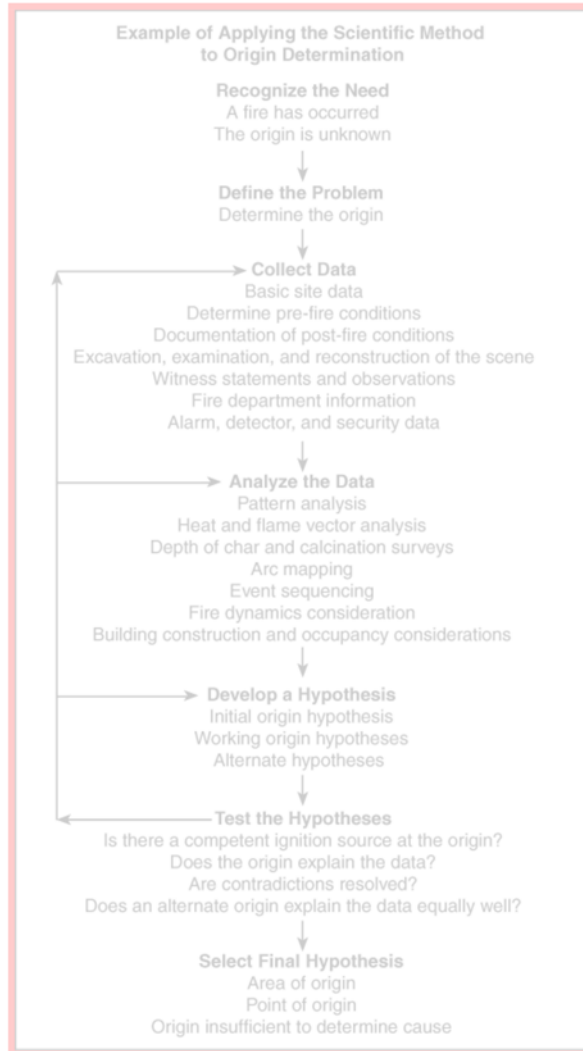 Example of Applying the Scientific Method
to Origin Determination
Recognize the Need
A fire has occurred
The origin is unknown
Define the Problem
Determine the origin
Collect Data
Basic site data
Determine pre-fire conditions
Documentation of post-fire conditions
Excavation, examination, and reconstruction of the scene
Witness statements and observations
Fire department information
Alarm, detector, and security data
Analyze the Data
Pattern analysis
Heat and flame vector analysis
Depth of char and calcination surveys
Arc mapping
Event sequencing
Fire dynamics consideration
Building construction and occupancy considerations
Develop a Hypothesis
Initial origin hypothesis
Working origin hypotheses
Alternate hypotheses
Test the Hypotheses
Is there a competent ignition source at the origin?
Does the origin explain the data?
Are contradictions resolved?
Does an alternate origin explain the data equally well?
Select Final Hypothesis
Area of origin
Point of origin
Origin insufficient to determine cause